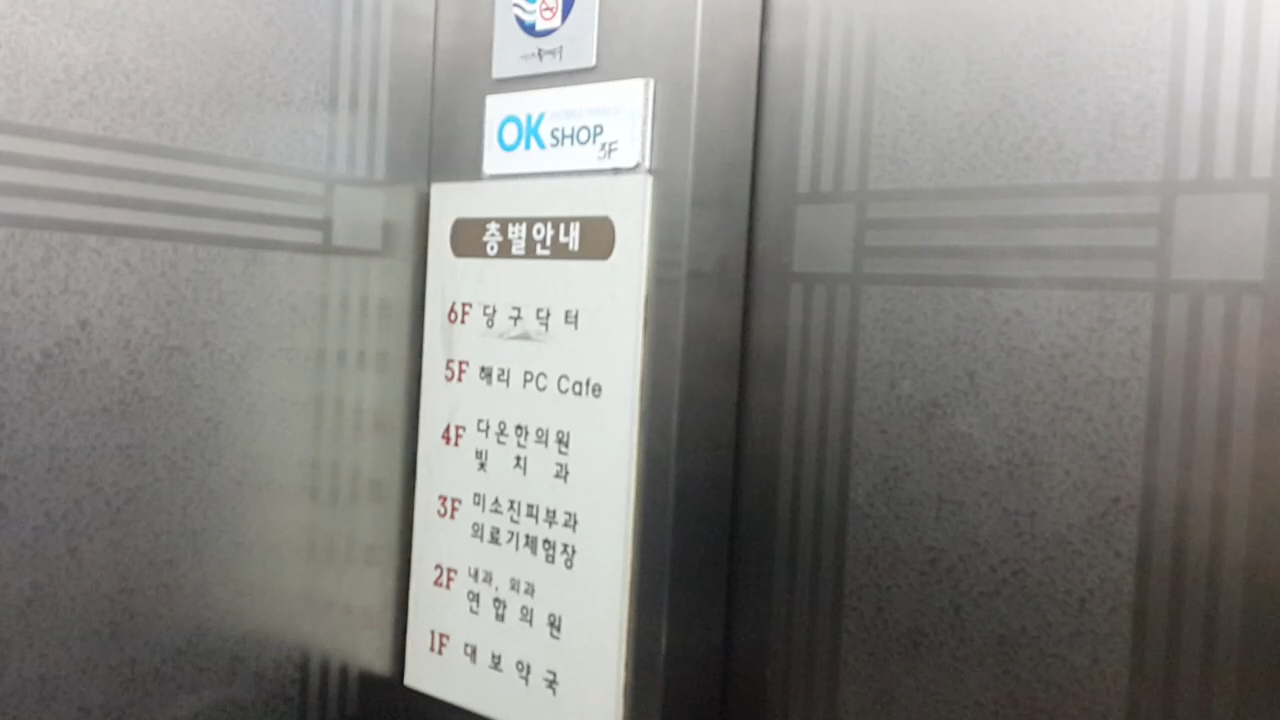 OK SHOP
3F
층별안내
6F 당구닥터
5F 해리 PC Cafe
4F 다온한의원
빛치과
3F 미소진피부과
의료기체험장
2F 내과, 외과
연합의원
1F 대보약국